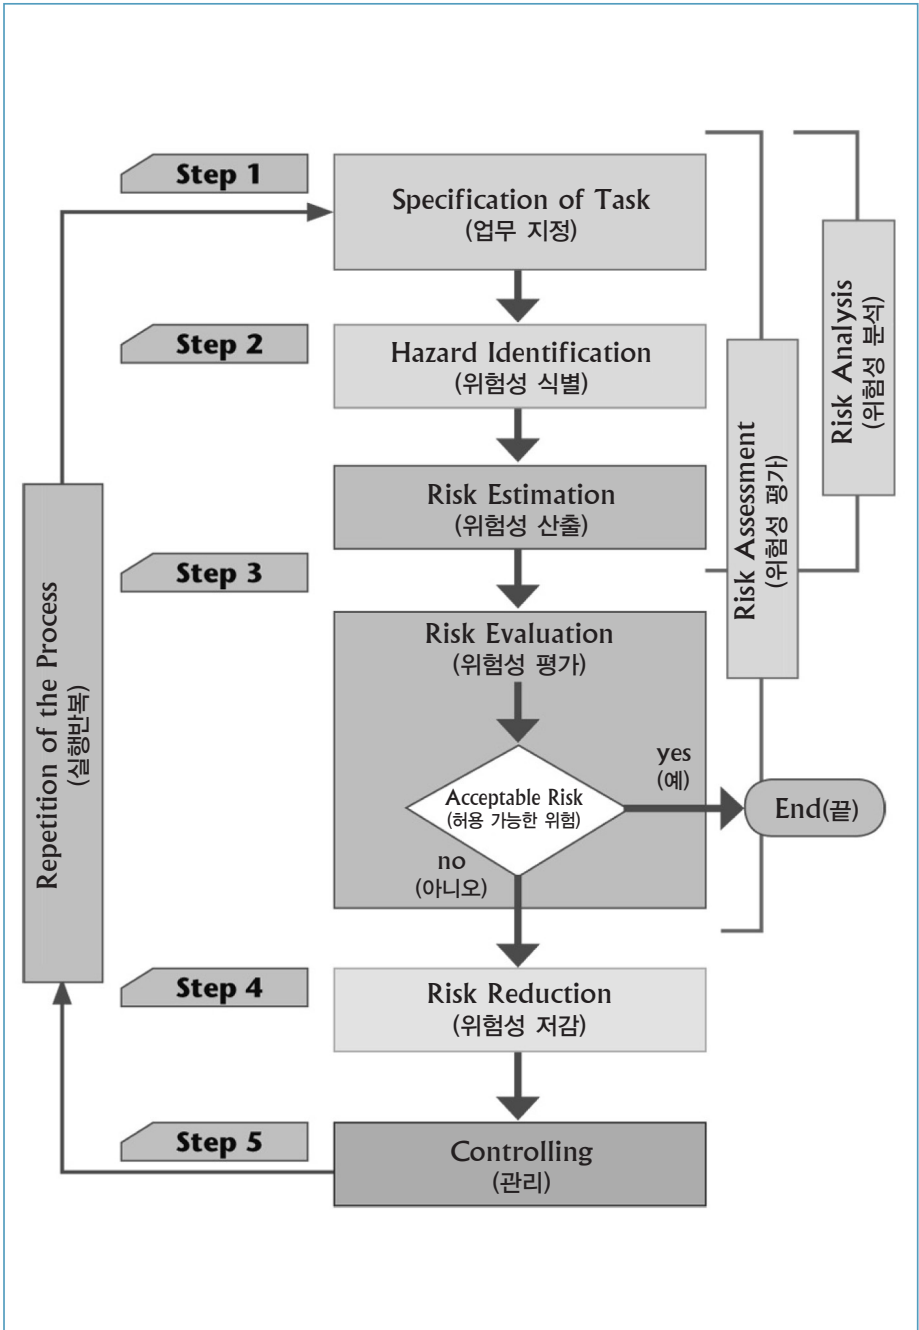 Step 1
Specification of Task
(업무 지정)
Step 2
Hazard Identification
(위험성 식별)
Risk Estimation
(위험성 산출)
Step 3
Risk Evaluation
(위험성 평가)
Acceptable Risk
(허용 가능한 위험)
yes
(예)
End(끝)
no
(아니오)
Step 4
Risk Reduction
(위험성 저감)
Step 5
Controlling
(관리)
Repetition of the Process
(실행반복)
Risk Assessment
(위험성 평가)
Risk Analysis
(위험성 분석)